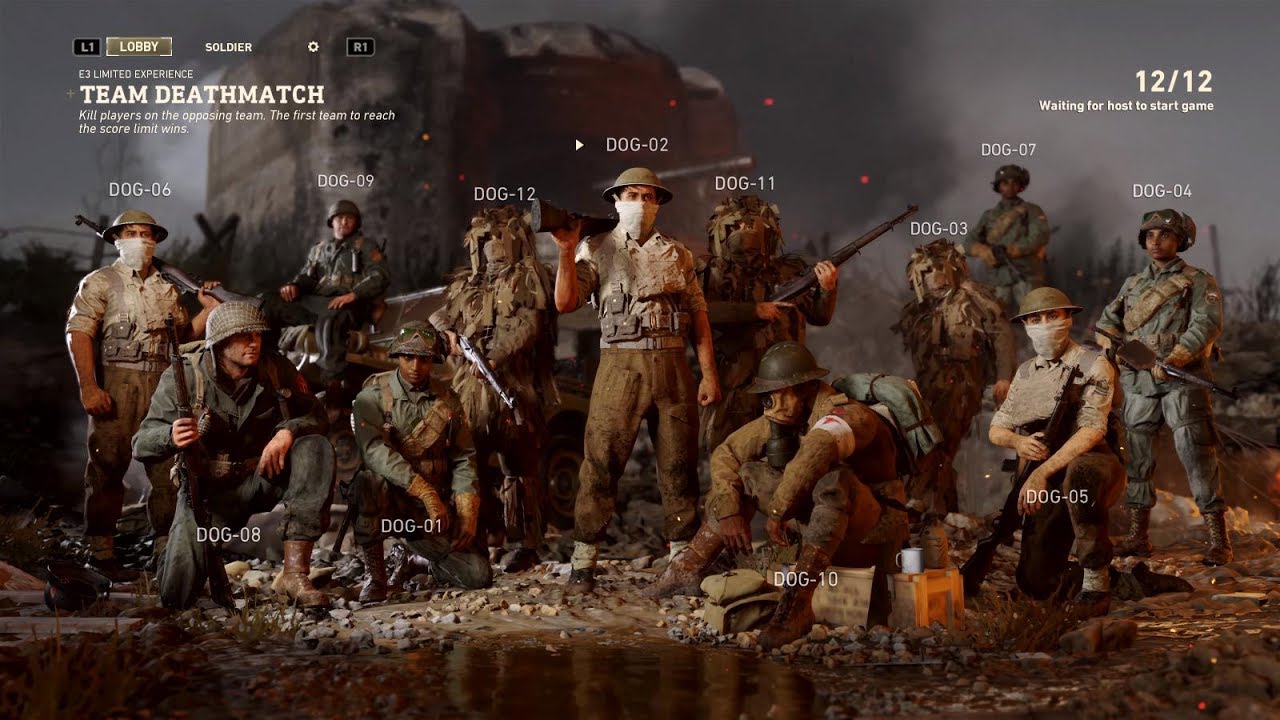 L1 LOBBY SOLDIER R1
E3 LIMITED EXPERIENCE
TEAM DEATHMATCH
Kill players on the opposing team. The first team to reach
the score limit wins.
12/12
Waiting for host to start game
DOG-02
DOG-07
DOG-06
DOG-09
DOG-12
DOG-11
DOG-04
DOG-03
DOG-05
DOG-01
DOG-08
DOG-10